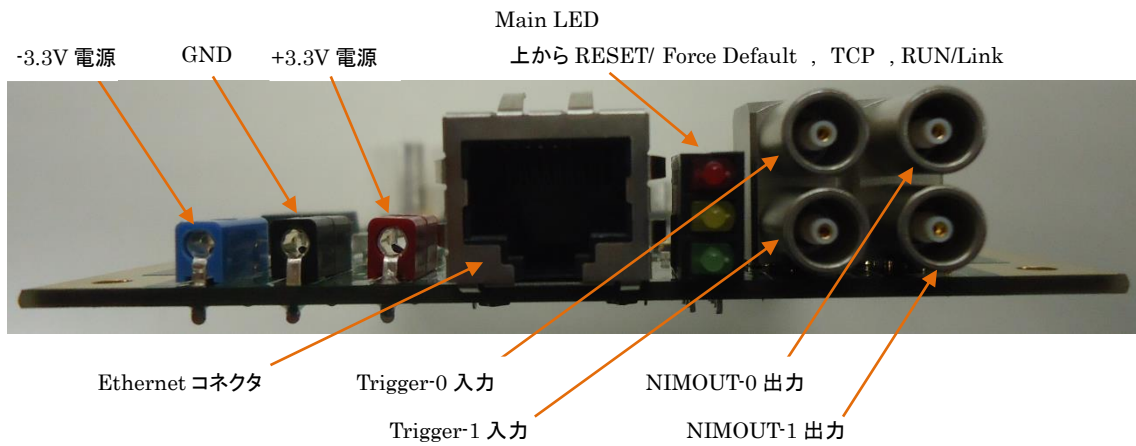 Main LED
-3.3V 電源 GND +3.3V 電源 上から RESET/ Force Default , TCP , RUN/Link
Ethernet コネクタ Trigger-0 入力 NIMOUT-0 出力
Trigger-1 入力 NIMOUT-1 出力